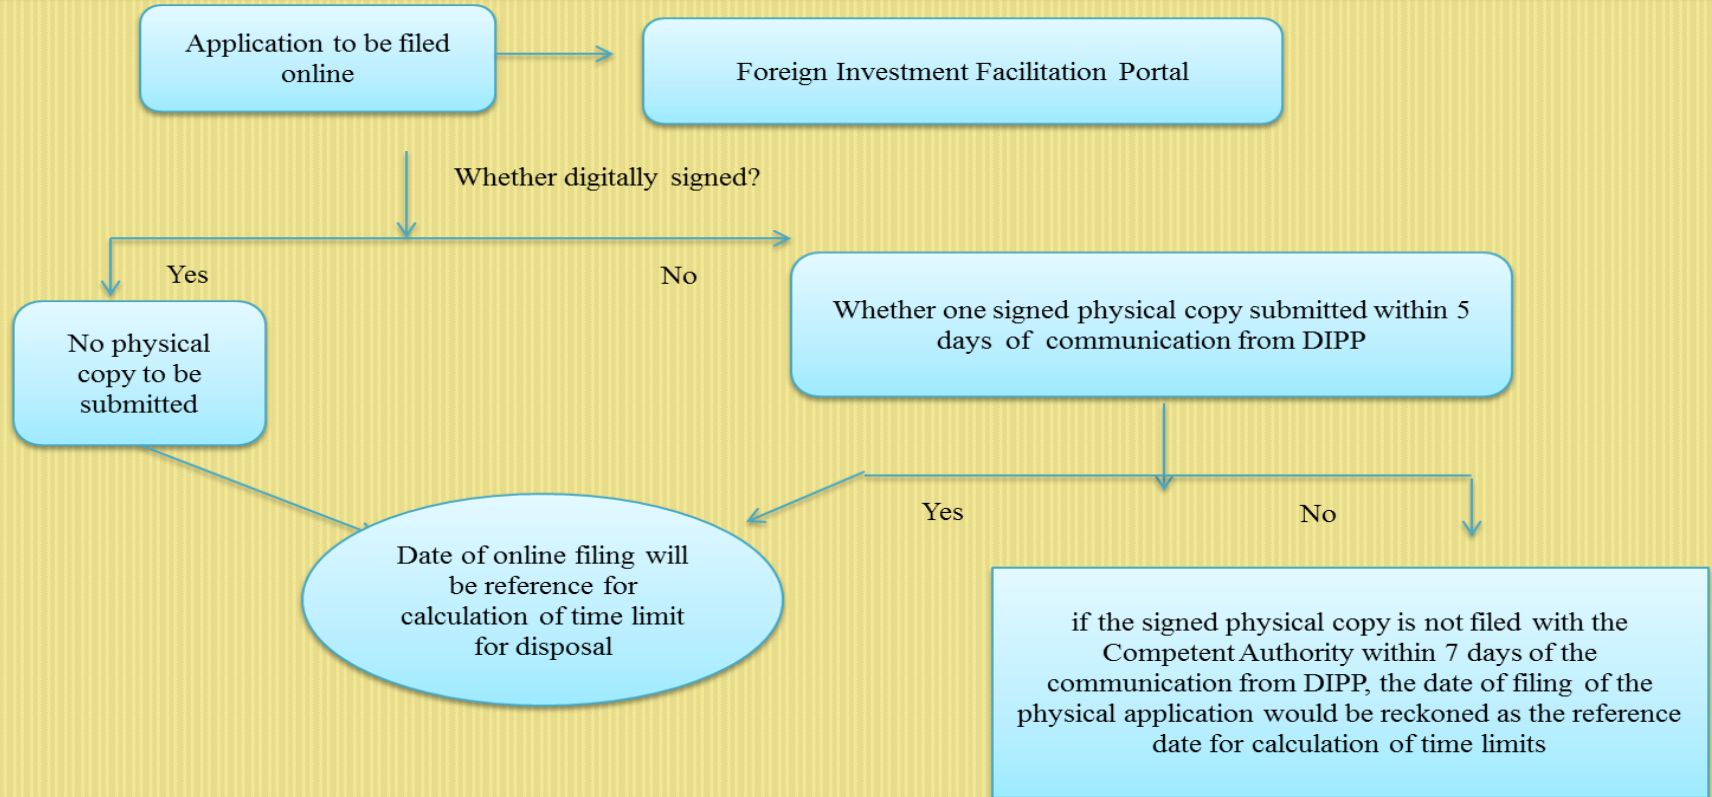 Application to be filed
online
Foreign Investment Facilitation Portal
Whether digitally signed?
Yes
No
No physical
copy to be
submitted
Whether one signed physical copy submitted within 5
days of communication from DIPP
Yes
No
Date of online filing will
be reference for
calculation of time limit
for disposal
if the signed physical copy is not filed with the
Competent Authority within 7 days of the
communication from DIPP, the date of filing of the
physical application would be reckoned as the reference
date for calculation of time limits